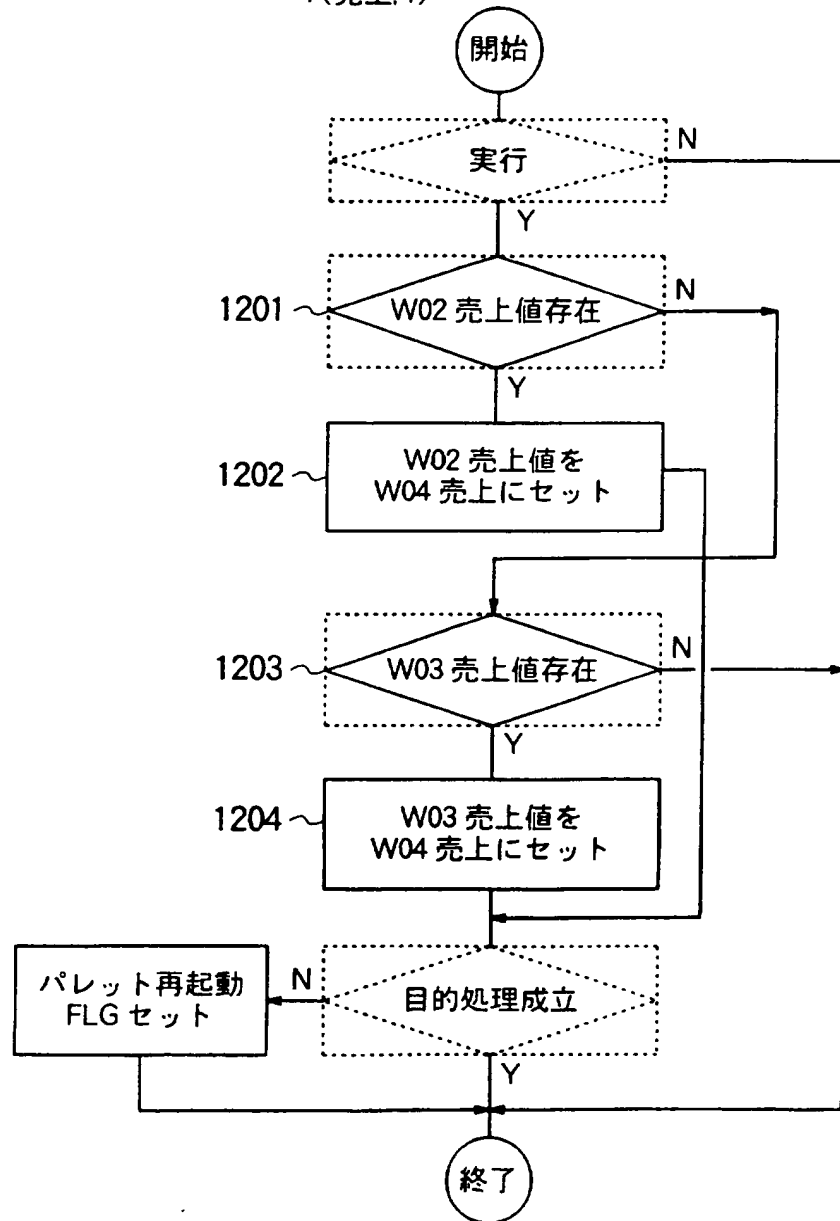 開始
実行
N
Y
1201
W02 売上値存在
N
Y
1202
W02 売上値を
W04 売上にセット
1203
W03 売上値存在
N
Y
1204
W03 売上値を
W04 売上にセット
目的処理成立
N
パレット再起動
FLG セット
Y
終了